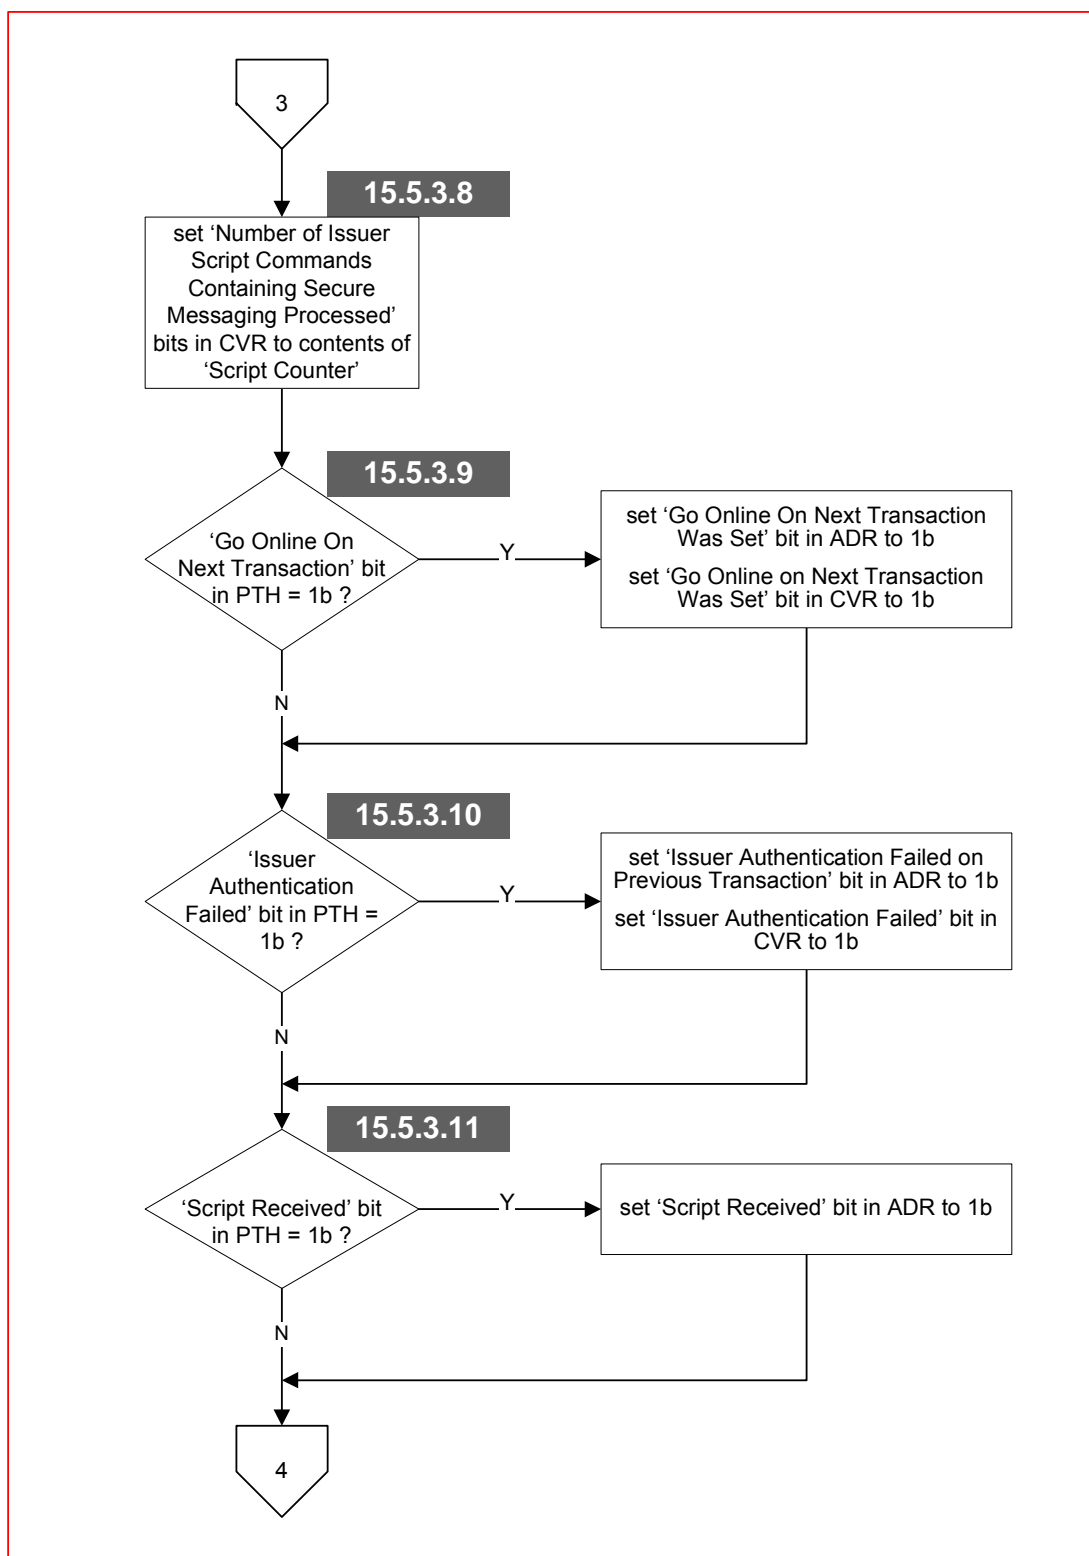 3
15.5.3.8
set ‘Number of Issuer
Script Commands
Containing Secure
Messaging Processed’
bits in CVR to contents of
‘Script Counter’
15.5.3.9
‘Go Online On
Next Transaction’ bit
in PTH = 1b ?
Y
set ‘Go Online On Next Transaction
Was Set’ bit in ADR to 1b
set ‘Go Online on Next Transaction
Was Set’ bit in CVR to 1b
N
15.5.3.10
‘Issuer
Authentication
Failed’ bit in PTH =
1b ?
Y
set ‘Issuer Authentication Failed on
Previous Transaction’ bit in ADR to 1b
set ‘Issuer Authentication Failed’ bit in
CVR to 1b
N
15.5.3.11
‘Script Received’ bit
in PTH = 1b ?
Y
set ‘Script Received’ bit in ADR to 1b
N
4